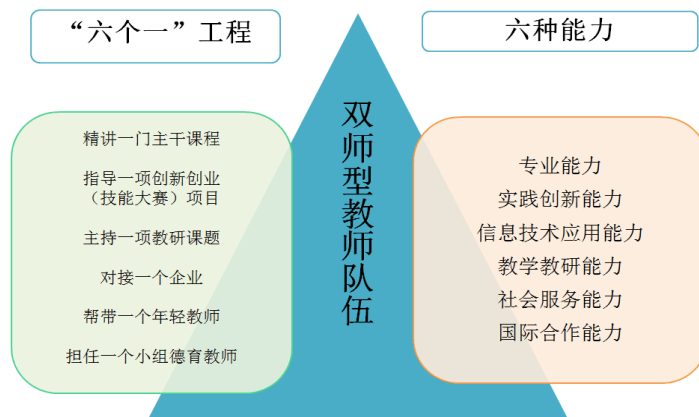 “六个一”工程
六种能力
双师型教师队伍
精讲一门主干课程
指导一项创新创业
（技能大赛）项目
主持一项教研课题
对接一个企业
帮带一个年轻教师
担任一个小组德育教师
专业能力
实践创新能力
信息技术应用能力
教学教研能力
社会服务能力
国际合作能力